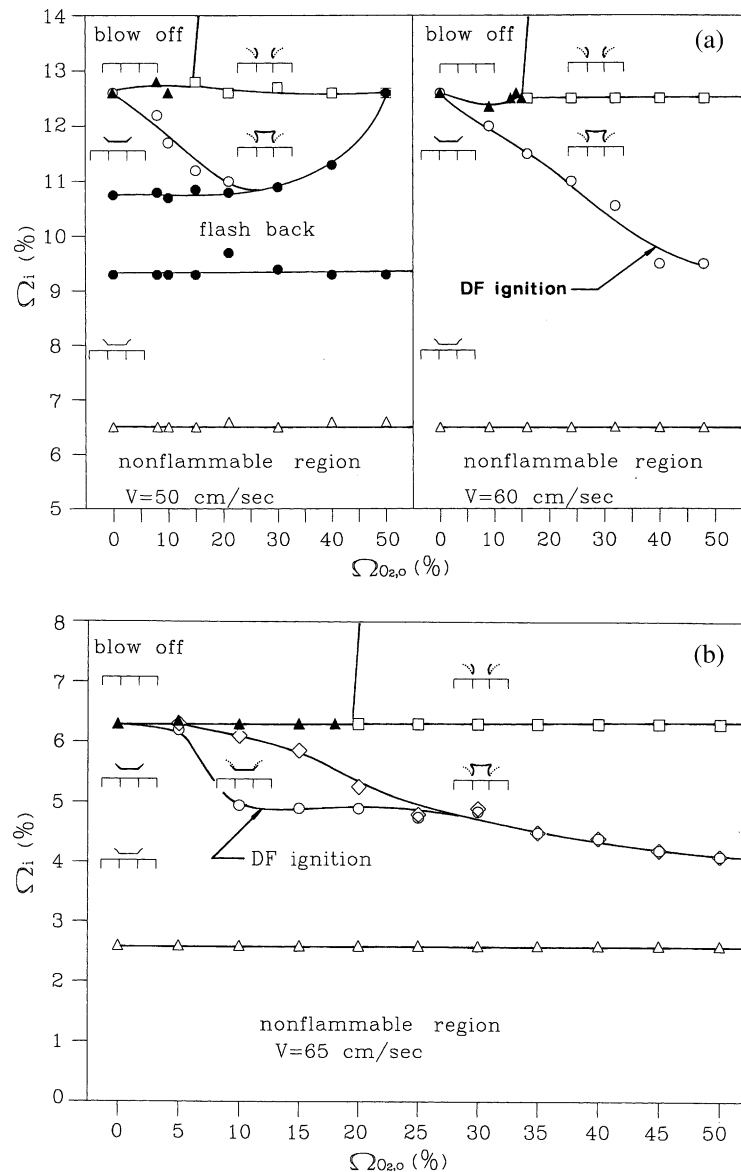 14
13
12
11
10
9
8
7
6
5
Ωi (%)
blow off
flash back
nonflammable region
V=50 cm/sec
0 10 20 30 40 50
(a)
blow off
DF ignition
nonflammable region
V=60 cm/sec
0 10 20 30 40 50
ΩO2,o (%)
8
7
6
5
4
3
2
1
0
Ωi (%)
(b)
blow off
DF ignition
nonflammable region
V=65 cm/sec
0 5 10 15 20 25 30 35 40 45 50
ΩO2,o (%)